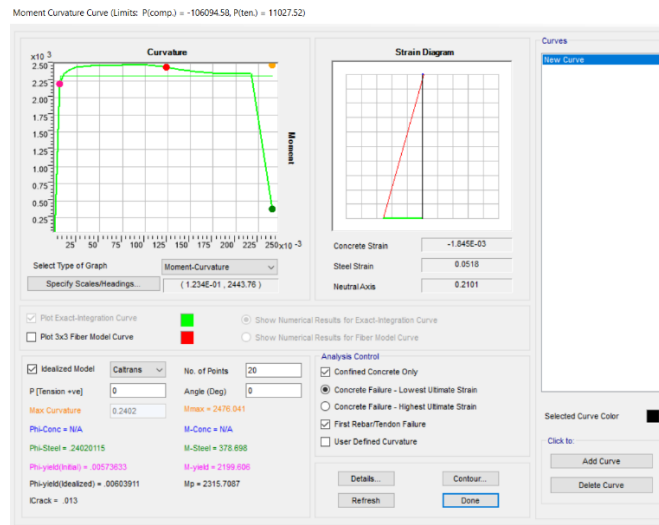 Moment Curvature Curve (Limits: P(comp.) = -106094.58, P(ten.) = 11027.52)
Curvature
x10 3
2.50
2.25
2.00
1.75
1.50
1.25
1.00
0.75
0.50
0.25
Moment
25 50 75 100 125 150 175 200 225 250 x10 -3
Select Type of Graph
Moment-Curvature
Specify Scales/Headings...
( 1.234E-01 , 2443.76 )
Strain Diagram
Concrete Strain
-1.845E-03
Steel Strain
0.0518
Neutral Axis
0.2101
Curves
New Curve
Plot Exact-Integration Curve
Show Numerical Results for Exact-Integration Curve
Plot 3x3 Fiber Model Curve
Show Numerical Results for Fiber Model Curve
Idealized Model
Caltrans
No. of Points
20
P [Tension +ve]
0
Angle (Deg)
0
Max Curvature
0.2402
Mmax = 2476.041
Phi-Conc = N/A
M-Conc = N/A
Phi-Steel = .24020115
M-Steel = 378.698
Phi-yield(Initial) = .00573633
M-yield = 2199.606
Phi-yield(Idealized) = .00603911
Mp = 2315.7087
ICrack = .013
Analysis Control
Confined Concrete Only
Concrete Failure - Lowest Ultimate Strain
Concrete Failure - Highest Ultimate Strain
First Rebar/Tendon Failure
User Defined Curvature
Details...
Contour...
Refresh
Done
Selected Curve Color
Click to:
Add Curve
Delete Curve